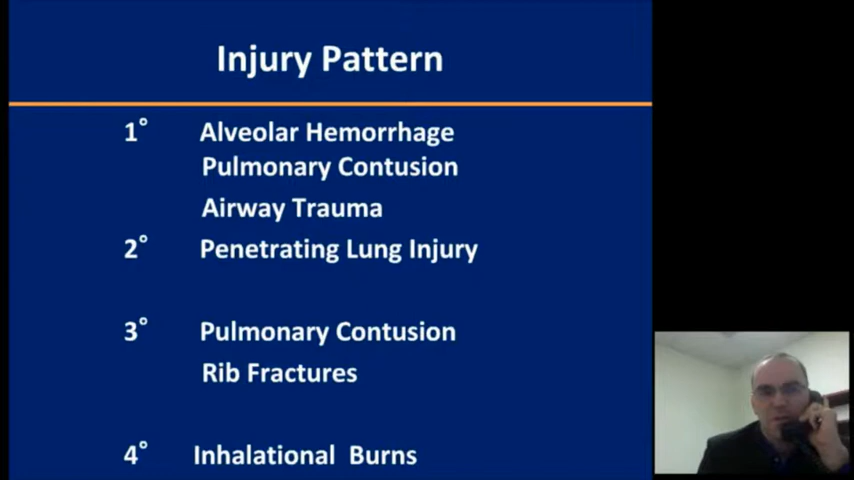 Injury Pattern
1° Alveolar Hemorrhage
Pulmonary Contusion
Airway Trauma
2° Penetrating Lung Injury
3° Pulmonary Contusion
Rib Fractures
4° Inhalational Burns